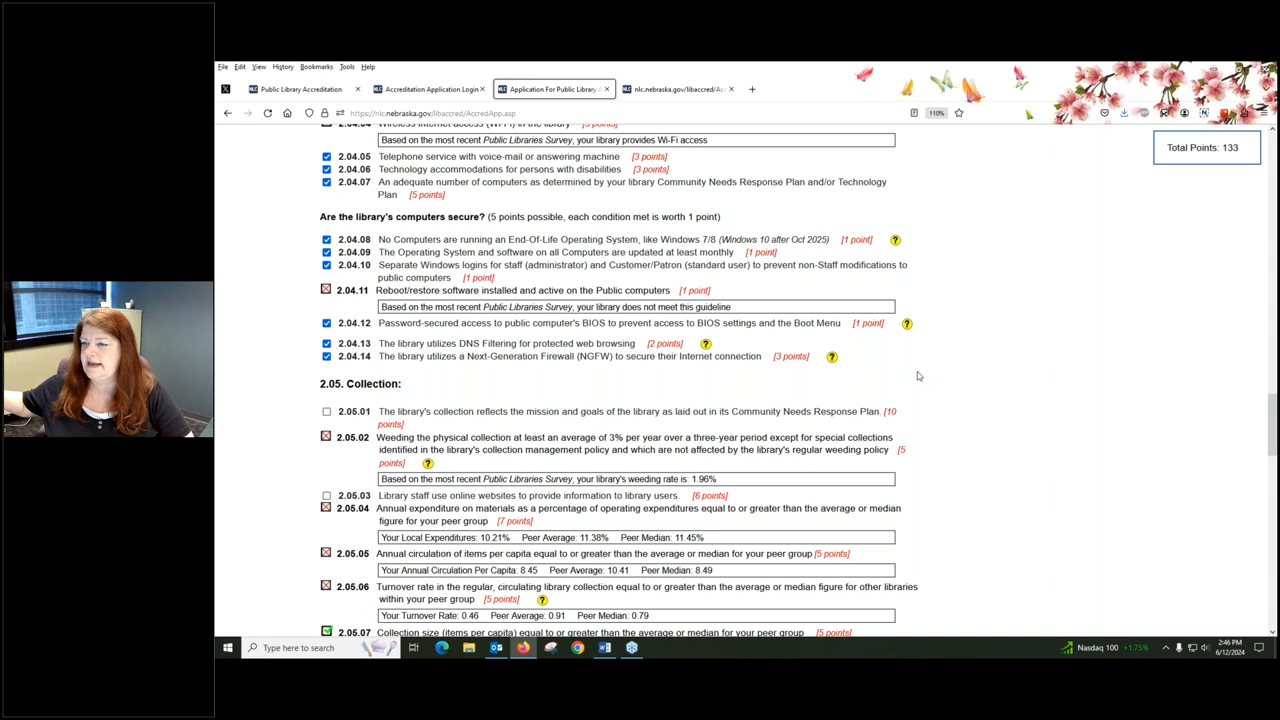 File Edit View History Bookmarks Tools Help
Public Library Accreditation
Accreditation Application Login
Application For Public Library A
nlc.nebraska.gov/libaccred/Acc
https://nlc.nebraska.gov/libaccred/AccredApp.asp
110%
Total Points: 133
2.04.04 Wireless Internet access (Wi-Fi) in the library [3 points]
Based on the most recent Public Libraries Survey, your library provides Wi-Fi access
2.04.05 Telephone service with voice-mail or answering machine [3 points]
2.04.06 Technology accommodations for persons with disabilities [3 points]
2.04.07 An adequate number of computers as determined by your library Community Needs Response Plan and/or Technology
Plan [5 points]
Are the library's computers secure? (5 points possible, each condition met is worth 1 point)
2.04.08 No Computers are running an End-Of-Life Operating System, like Windows 7/8 (Windows 10 after Oct 2025) [1 point] ?
2.04.09 The Operating System and software on all Computers are updated at least monthly [1 point]
2.04.10 Separate Windows logins for staff (administrator) and Customer/Patron (standard user) to prevent non-Staff modifications to
public computers [1 point]
2.04.11 Reboot/restore software installed and active on the Public computers [1 point]
Based on the most recent Public Libraries Survey, your library does not meet this guideline
2.04.12 Password-secured access to public computer's BIOS to prevent access to BIOS settings and the Boot Menu [1 point] ?
2.04.13 The library utilizes DNS Filtering for protected web browsing [2 points] ?
2.04.14 The library utilizes a Next-Generation Firewall (NGFW) to secure their Internet connection [3 points] ?
2.05. Collection:
2.05.01 The library's collection reflects the mission and goals of the library as laid out in its Community Needs Response Plan. [10
points]
2.05.02 Weeding the physical collection at least an average of 3% per year over a three-year period except for special collections
identified in the library's collection management policy and which are not affected by the library's regular weeding policy [5
points] ?
Based on the most recent Public Libraries Survey, your library's weeding rate is: 1.96%
2.05.03 Library staff use online websites to provide information to library users. [6 points]
2.05.04 Annual expenditure on materials as a percentage of operating expenditures equal to or greater than the average or median
figure for your peer group [7 points]
Your Local Expenditures: 10.21% Peer Average: 11.38% Peer Median: 11.45%
2.05.05 Annual circulation of items per capita equal to or greater than the average or median for your peer group [5 points]
Your Annual Circulation Per Capita: 8.45 Peer Average: 10.41 Peer Median: 8.49
2.05.06 Turnover rate in the regular, circulating library collection equal to or greater than the average or median figure for other libraries
within your peer group [5 points] ?
Your Turnover Rate: 0.46 Peer Average: 0.91 Peer Median: 0.79
2.05.07 Collection size (items per capita) equal to or greater than the average or median for your peer group [5 points]
Type here to search
Nasdaq 100 +1.75%
2:46 PM
6/12/2024